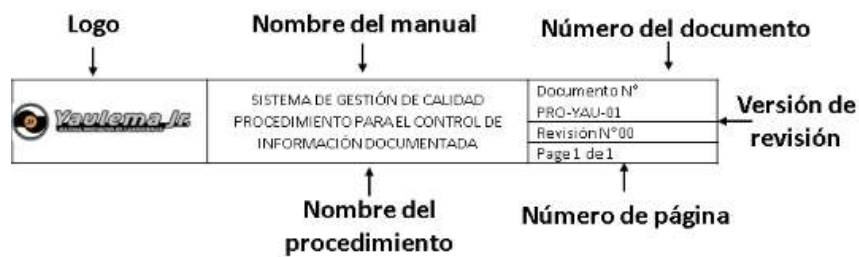 Logo
Nombre del manual
Número del documento
Yaulema Jr.
SISTEMA DE GESTIÓN DE CALIDAD
PROCEDIMIENTO PARA EL CONTROL DE
INFORMACIÓN DOCUMENTADA
Documento N°
PRO-YAU-01
Revisión N°00
Page 1 de 1
Versión de
revisión
Nombre del
procedimiento
Número de página